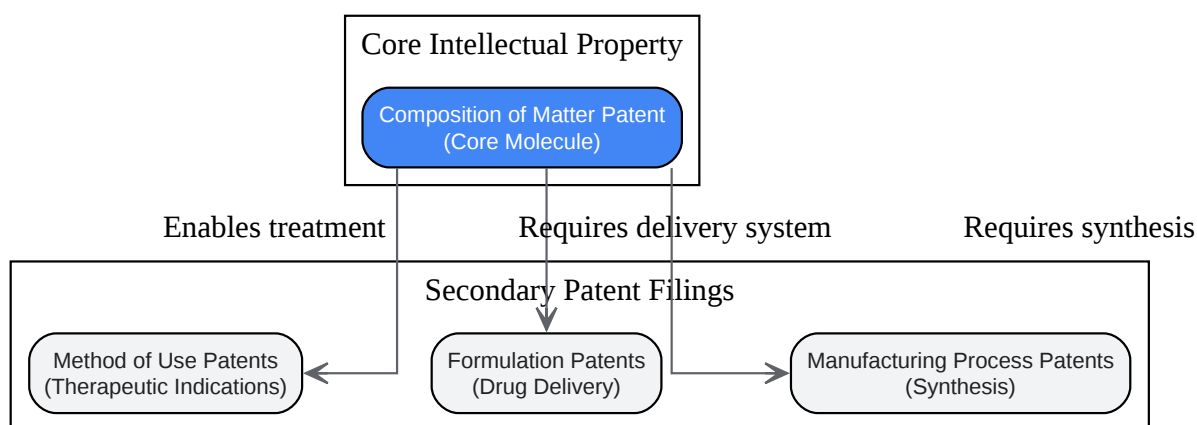 Core Intellectual Property
Composition of Matter Patent
(Core Molecule)
Enables treatment
Requires delivery system
Requires synthesis
Secondary Patent Filings
Method of Use Patents
(Therapeutic Indications)
Formulation Patents
(Drug Delivery)
Manufacturing Process Patents
(Synthesis)